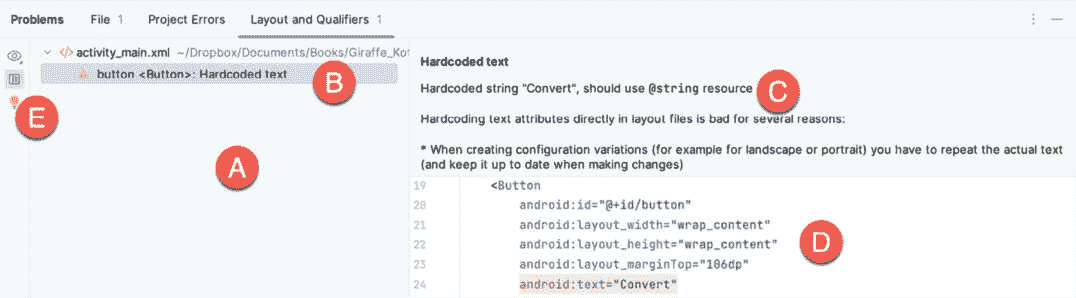 Problems File 1 Project Errors Layout and Qualifiers 1
activity_main.xml ~/Dropbox/Documents/Books/Giraffe_Kot
button <Button>: Hardcoded text
B
E
A
Hardcoded text
Hardcoded string "Convert", should use @string resource
C
Hardcoding text attributes directly in layout files is bad for several reasons:
* When creating configuration variations (for example for landscape or portrait) you have to repeat the actual text
(and keep it up to date when making changes)
19 <Button
20 android:id="@+id/button"
21 android:layout_width="wrap_content"
22 android:layout_height="wrap_content"
D
23 android:layout_marginTop="106dp"
24 android:text="Convert"